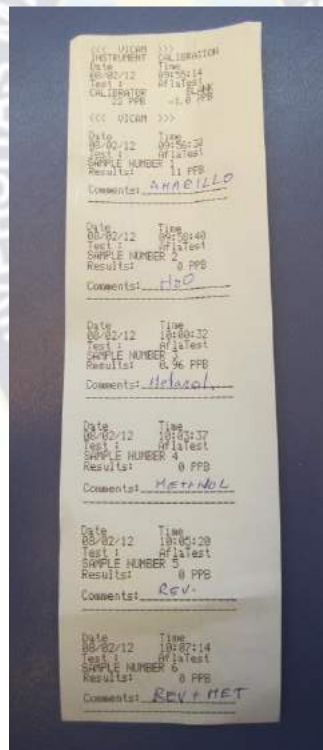 <<< VICAM >>>
INSTRUMENT CALIBRATION
Date Time
08/02/12 09:55:14
Test : AflaTest
CALIBRATOR BLANK
22 PPB -1.0 PPB
<<< VICAM >>>
Date Time
08/02/12 09:56:32
Test : AflaTest
SAMPLE NUMBER 1
Results: 11 PPB
Comments: AMARILLO
Date Time
08/02/12 09:58:40
Test : AflaTest
SAMPLE NUMBER 2
Results: 0 PPB
Comments: H2O
Date Time
08/02/12 10:00:32
Test : AflaTest
SAMPLE NUMBER 3
Results: 0.96 PPB
Comments:
Date Time
08/02/12 10:03:37
Test : AflaTest
SAMPLE NUMBER 4
Results: 0 PPB
Comments: METANOL
Date Time
08/02/12 10:05:20
Test : AflaTest
SAMPLE NUMBER 5
Results: 0 PPB
Comments: REV.
Date Time
08/02/12 10:07:14
Test : AflaTest
SAMPLE NUMBER 6
Results: 0 PPB
Comments: REV + MET